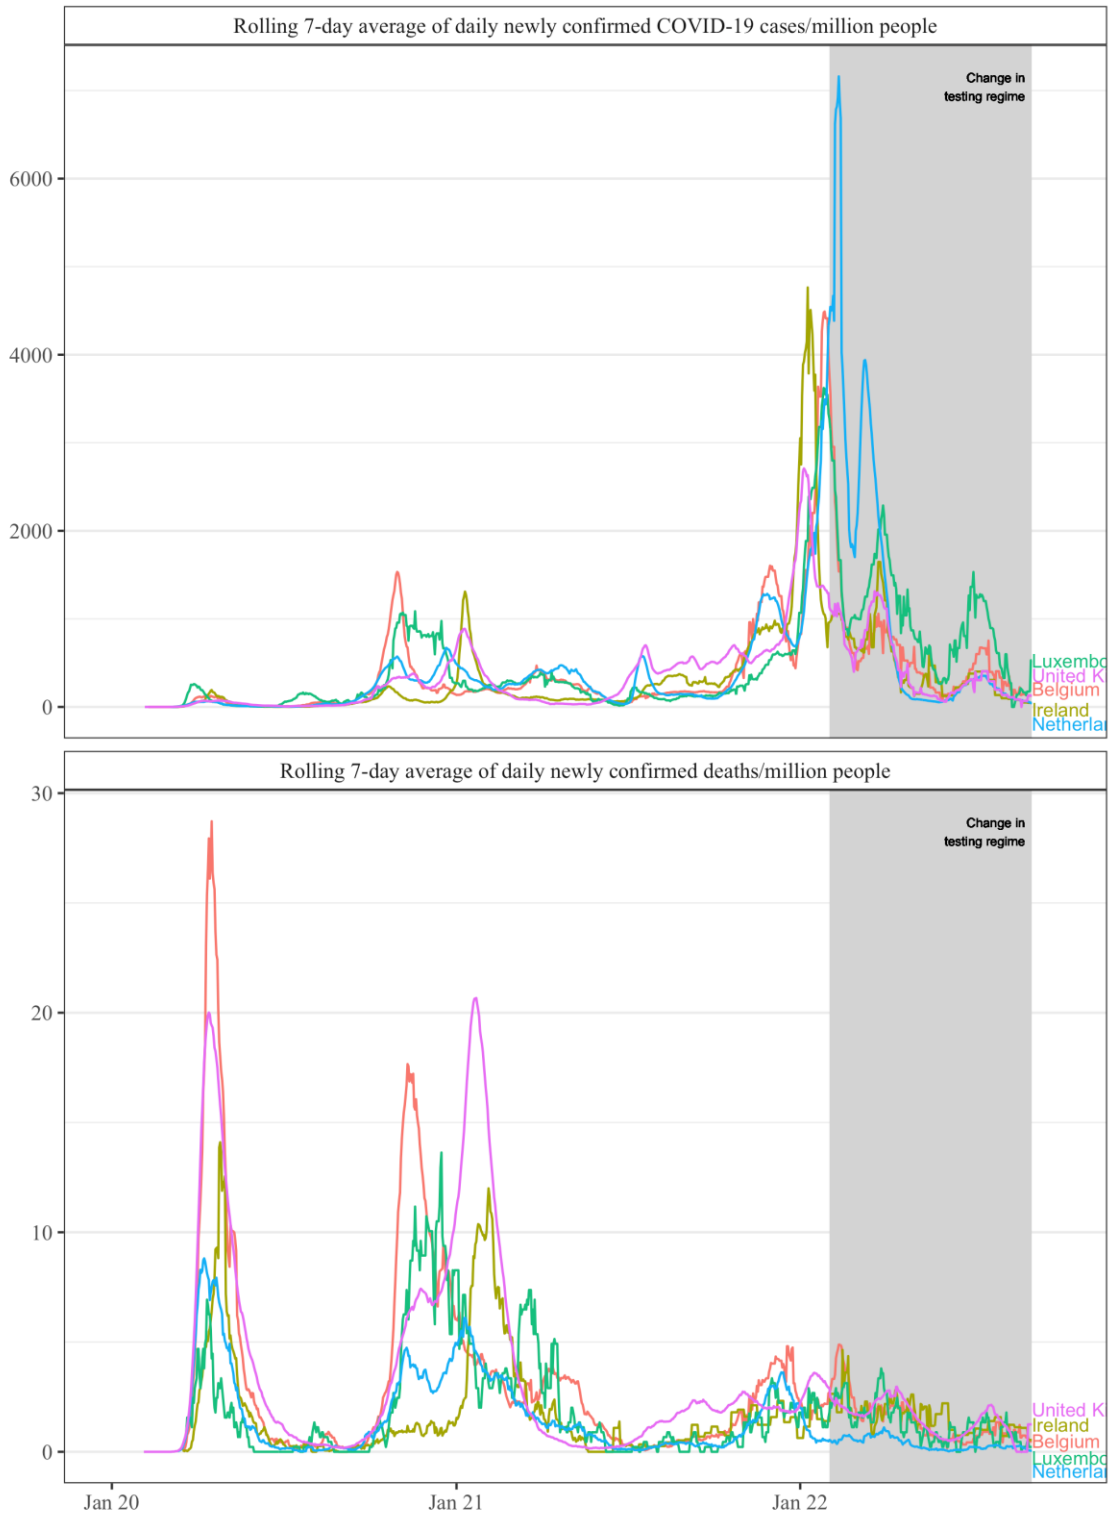 Rolling 7-day average of daily newly confirmed COVID-19 cases/million people
Change in
testing regime
6000
4000
2000
0
Luxembo
United K
Belgium
Ireland
Netherla
Rolling 7-day average of daily newly confirmed deaths/million people
30
Change in
testing regime
20
10
0
United K
Ireland
Belgium
Luxembo
Netherla
Jan 20
Jan 21
Jan 22